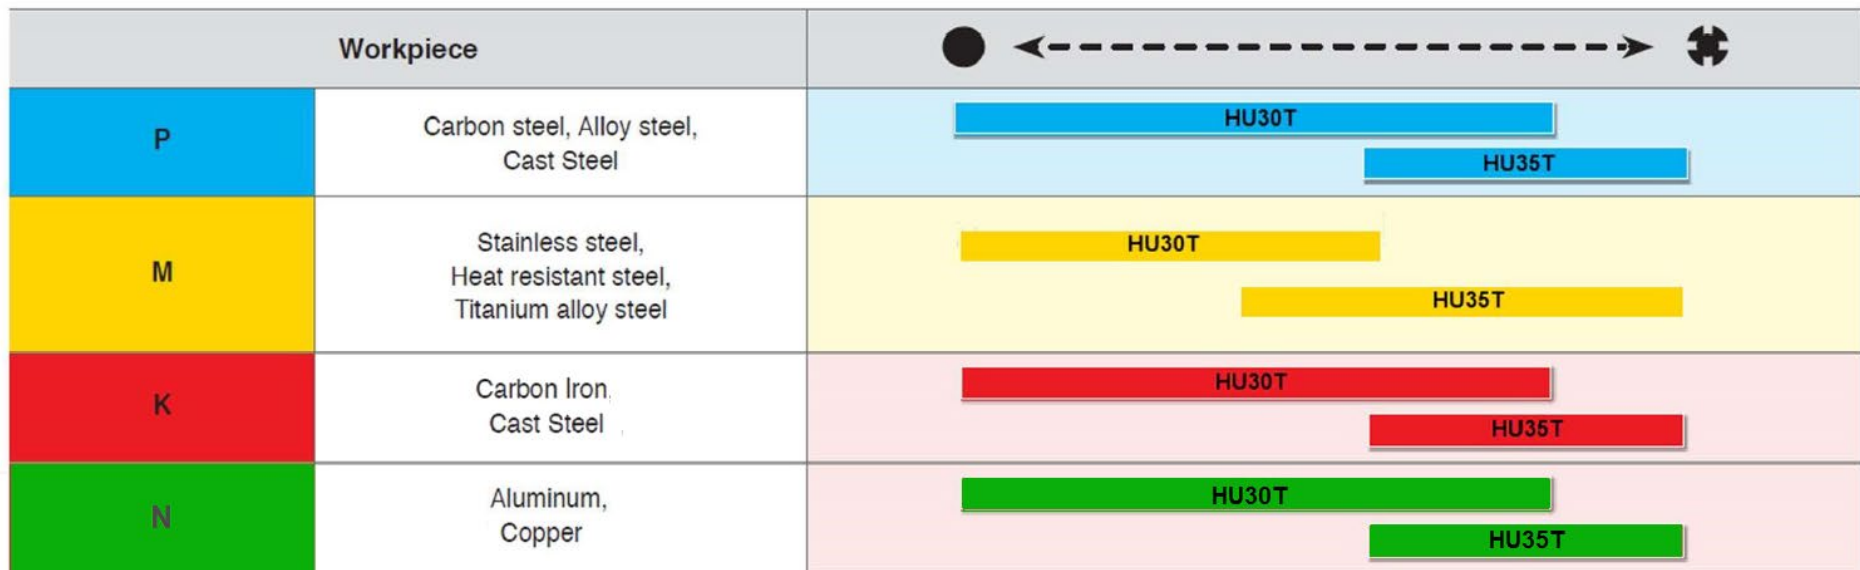 Workpiece
P
Carbon steel, Alloy steel,
Cast Steel
HU30T
HU35T
M
Stainless steel,
Heat resistant steel,
Titanium alloy steel
HU30T
HU35T
K
Carbon Iron
Cast Steel
HU30T
HU35T
N
Aluminum,
Copper
HU30T
HU35T